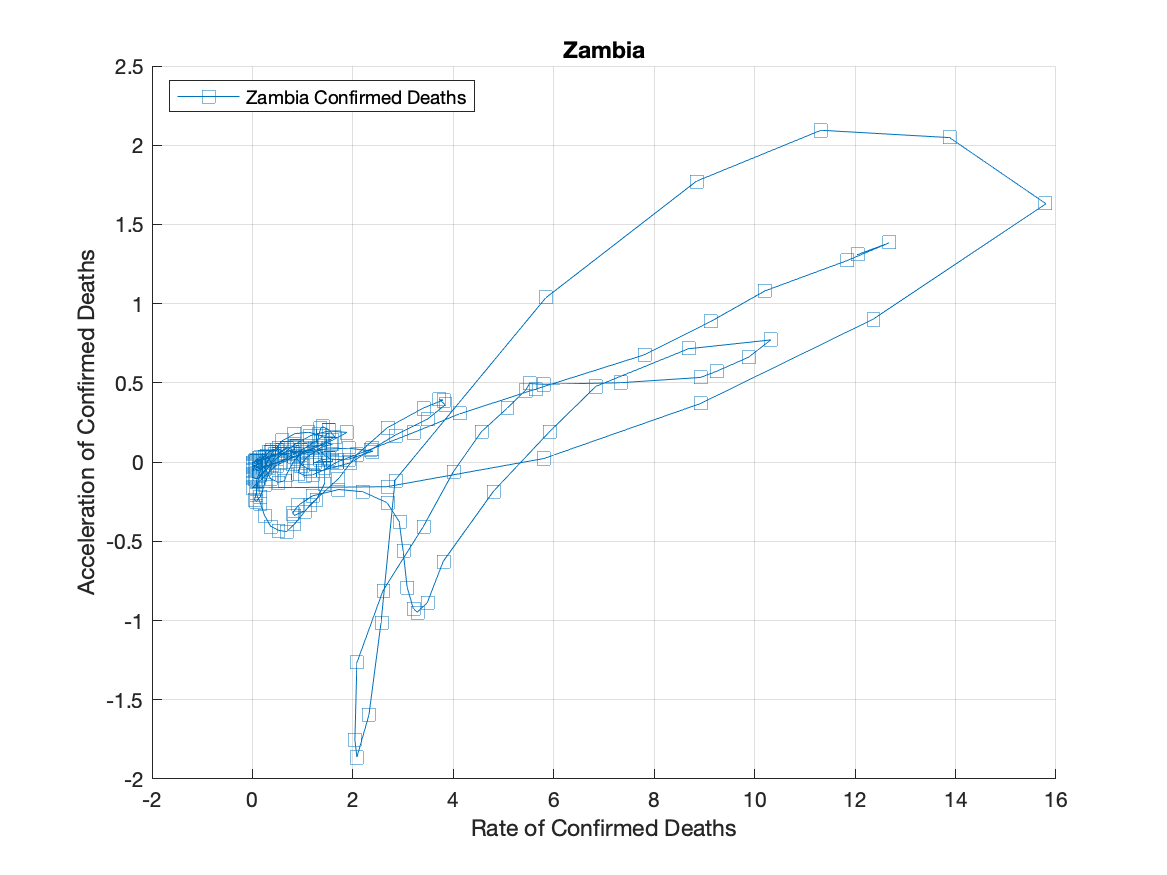 Zambia
Zambia Confirmed Deaths
2.5
2
1.5
1
0.5
0
-0.5
-1
-1.5
-2
Acceleration of Confirmed Deaths
-2 0 2 4 6 8 10 12 14 16
Rate of Confirmed Deaths